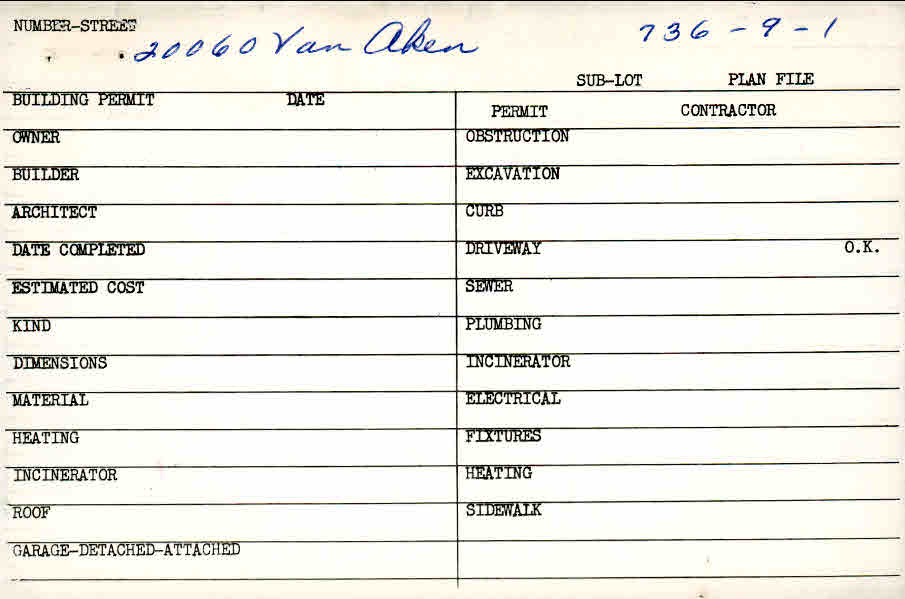 NUMBER-STREET
20060 Van Aken 736-9-1
SUB-LOT PLAN FILE
BUILDING PERMIT DATE
PERMIT CONTRACTOR
OWNER OBSTRUCTION
BUILDER EXCAVATION
ARCHITECT CURB
DATE COMPLETED DRIVEWAY O.K.
ESTIMATED COST SEWER
KIND PLUMBING
DIMENSIONS INCINERATOR
MATERIAL ELECTRICAL
HEATING FIXTURES
INCINERATOR HEATING
ROOF SIDEWALK
GARAGE-DETACHED-ATTACHED